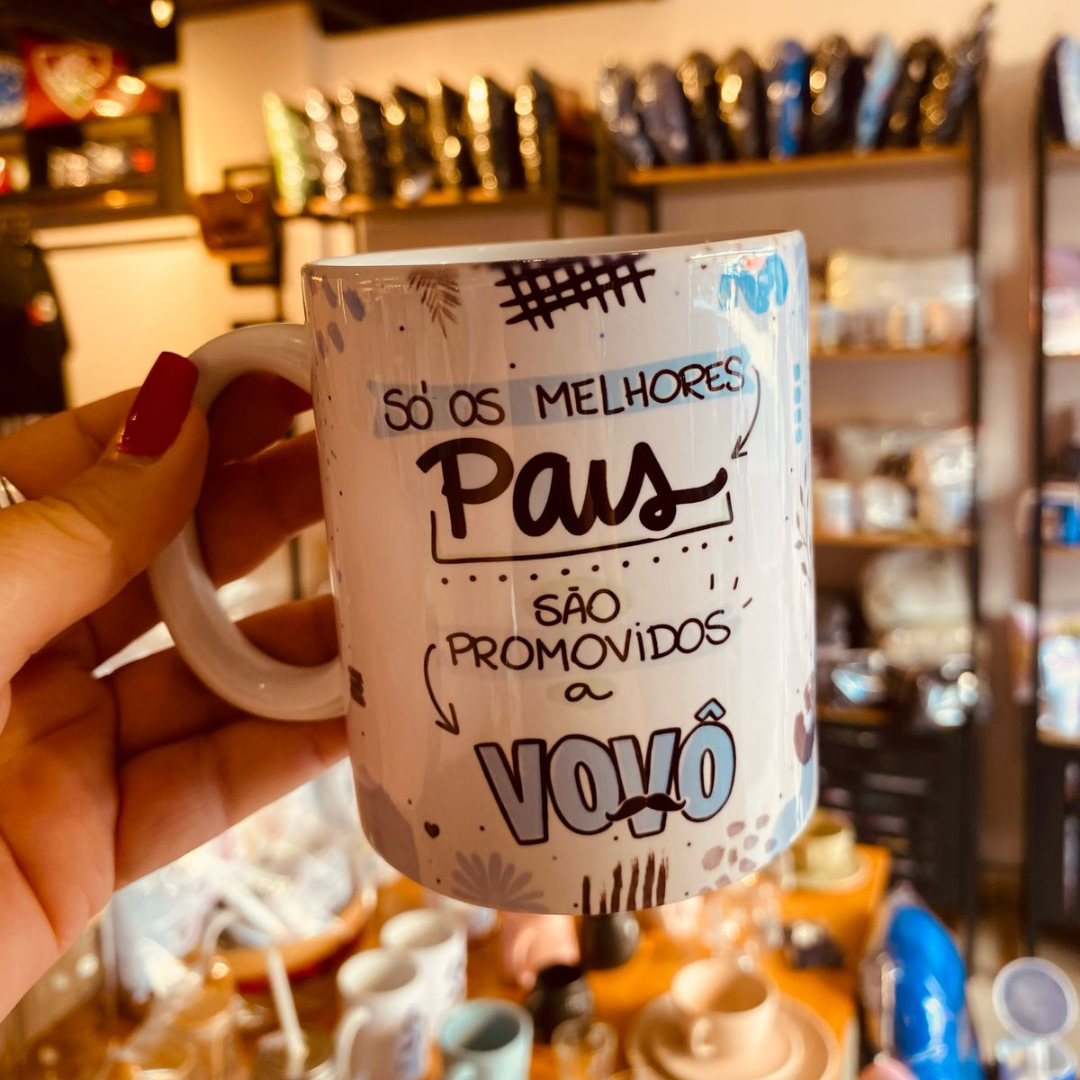 SÓ OS MELHORES
Pais
SÃO
PROMOViDOS
a
VOVÔ